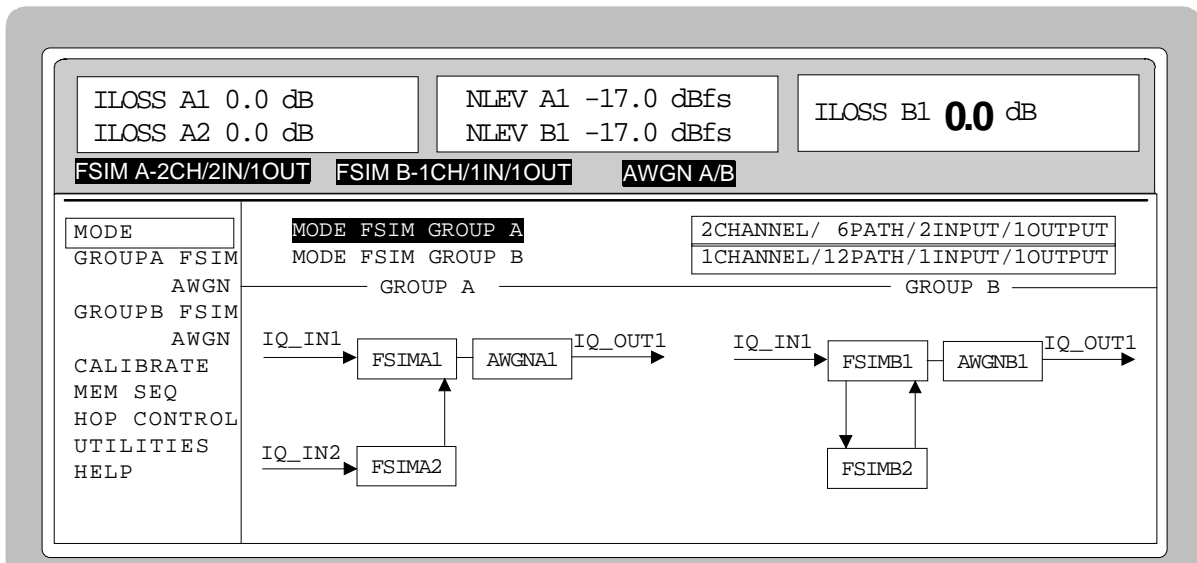 ILOSS A1 0.0 dB
ILOSS A2 0.0 dB
NLEV A1 -17.0 dBfs
NLEV B1 -17.0 dBfs
ILOSS B1 0.0 dB
FSIM A-2CH/2IN/1OUT
FSIM B-1CH/1IN/1OUT
AWGN A/B
MODE
GROUPA FSIM
AWGN
GROUPB FSIM
AWGN
CALIBRATE
MEM SEQ
HOP CONTROL
UTILITIES
HELP
MODE FSIM GROUP A
2CHANNEL/ 6PATH/2INPUT/1OUTPUT
MODE FSIM GROUP B
1CHANNEL/12PATH/1INPUT/1OUTPUT
GROUP A
GROUP B
IQ_IN1
FSIMA1
AWGNA1
IQ_OUT1
IQ_IN2
FSIMA2
IQ_IN1
FSIMB1
AWGNB1
IQ_OUT1
FSIMB2